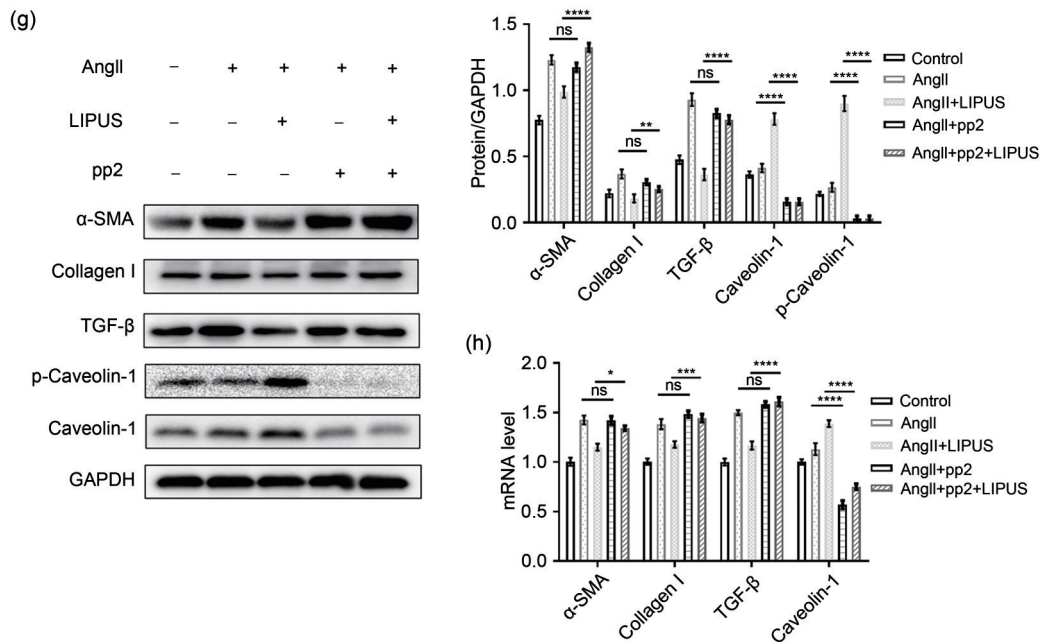 (g)
AngII – + + + +
LIPUS – – + – +
pp2 – – – + +
α-SMA
Collagen I
TGF-β
p-Caveolin-1
Caveolin-1
GAPDH
Protein/GAPDH
1.5
1.0
0.5
0.0
ns ****
ns **
ns ****
**** ****
**** ****
α-SMA
Collagen I
TGF-β
Caveolin-1
p-Caveolin-1
Control
AngII
AngII+LIPUS
AngII+pp2
AngII+pp2+LIPUS
(h)
mRNA level
2.0
1.5
1.0
0.5
0.0
ns *
ns ***
ns ****
**** ****
α-SMA
Collagen I
TGF-β
Caveolin-1
Control
AngII
AngII+LIPUS
AngII+pp2
AngII+pp2+LIPUS